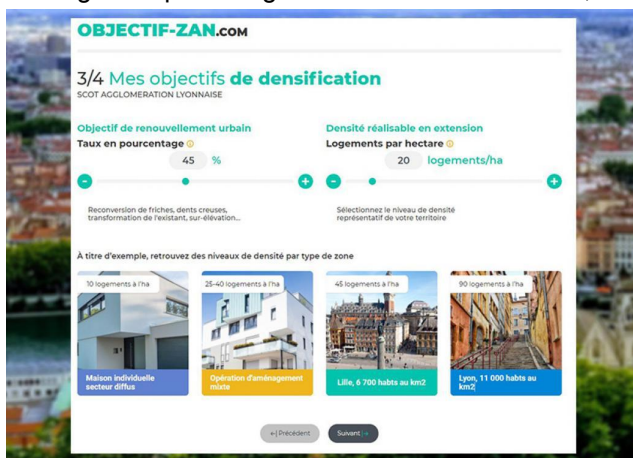 OBJECTIF-ZAN.COM
3/4 Mes objectifs de densification
SCOT AGGLOMERATION LYONNAISE
Objectif de renouvellement urbain
Taux en pourcentage
45 %
Reconversion de friches, dents creuses,
transformation de l'existant, sur-élévation...
Densité réalisable en extension
Logements par hectare
20 logements/ha
Sélectionnez le niveau de densité
représentatif de votre territoire
À titre d'exemple, retrouvez des niveaux de densité par type de zone
10 logements à l'ha
Maison individuelle
secteur diffus
25-40 logements à l'ha
Opération d'aménagement
mixte
45 logements à l'ha
Lille, 6 700 habts au km2
90 logements à l'ha
Lyon, 11 000 habts au
km2
Précédent
Suivant